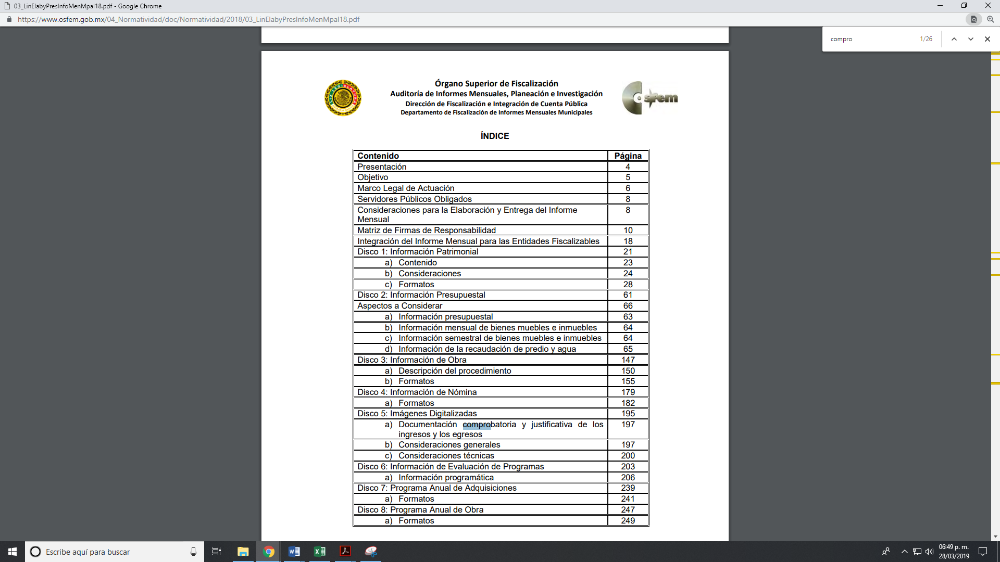 03_LinElabyPresInfoMenMpal18.pdf - Google Chrome
https://www.osfem.gob.mx/04_Normatividad/doc/Normatividad/2018/03_LinElabyPresInfoMenMpal18.pdf
compro 1/26
Órgano Superior de Fiscalización
Auditoría de Informes Mensuales, Planeación e Investigación
Dirección de Fiscalización e Integración de Cuenta Pública
Departamento de Fiscalización de Informes Mensuales Municipales
osfem
ÍNDICE
Contenido Página
Presentación 4
Objetivo 5
Marco Legal de Actuación 6
Servidores Públicos Obligados 8
Consideraciones para la Elaboración y Entrega del Informe 8
Mensual
Matriz de Firmas de Responsabilidad 10
Integración del Informe Mensual para las Entidades Fiscalizables 18
Disco 1: Información Patrimonial 21
a) Contenido 23
b) Consideraciones 24
c) Formatos 28
Disco 2: Información Presupuestal 61
Aspectos a Considerar 66
a) Información presupuestal 63
b) Información mensual de bienes muebles e inmuebles 64
c) Información semestral de bienes muebles e inmuebles 64
d) Información de la recaudación de predio y agua 65
Disco 3: Información de Obra 147
a) Descripción del procedimiento 150
b) Formatos 155
Disco 4: Información de Nómina 179
a) Formatos 182
Disco 5: Imágenes Digitalizadas 195
a) Documentación comprobatoria y justificativa de los 197
ingresos y los egresos
b) Consideraciones generales 197
c) Consideraciones técnicas 200
Disco 6: Información de Evaluación de Programas 203
a) Información programática 206
Disco 7: Programa Anual de Adquisiciones 239
a) Formatos 241
Disco 8: Programa Anual de Obra 247
a) Formatos 249
Escribe aquí para buscar
06:49 p. m.
28/03/2019